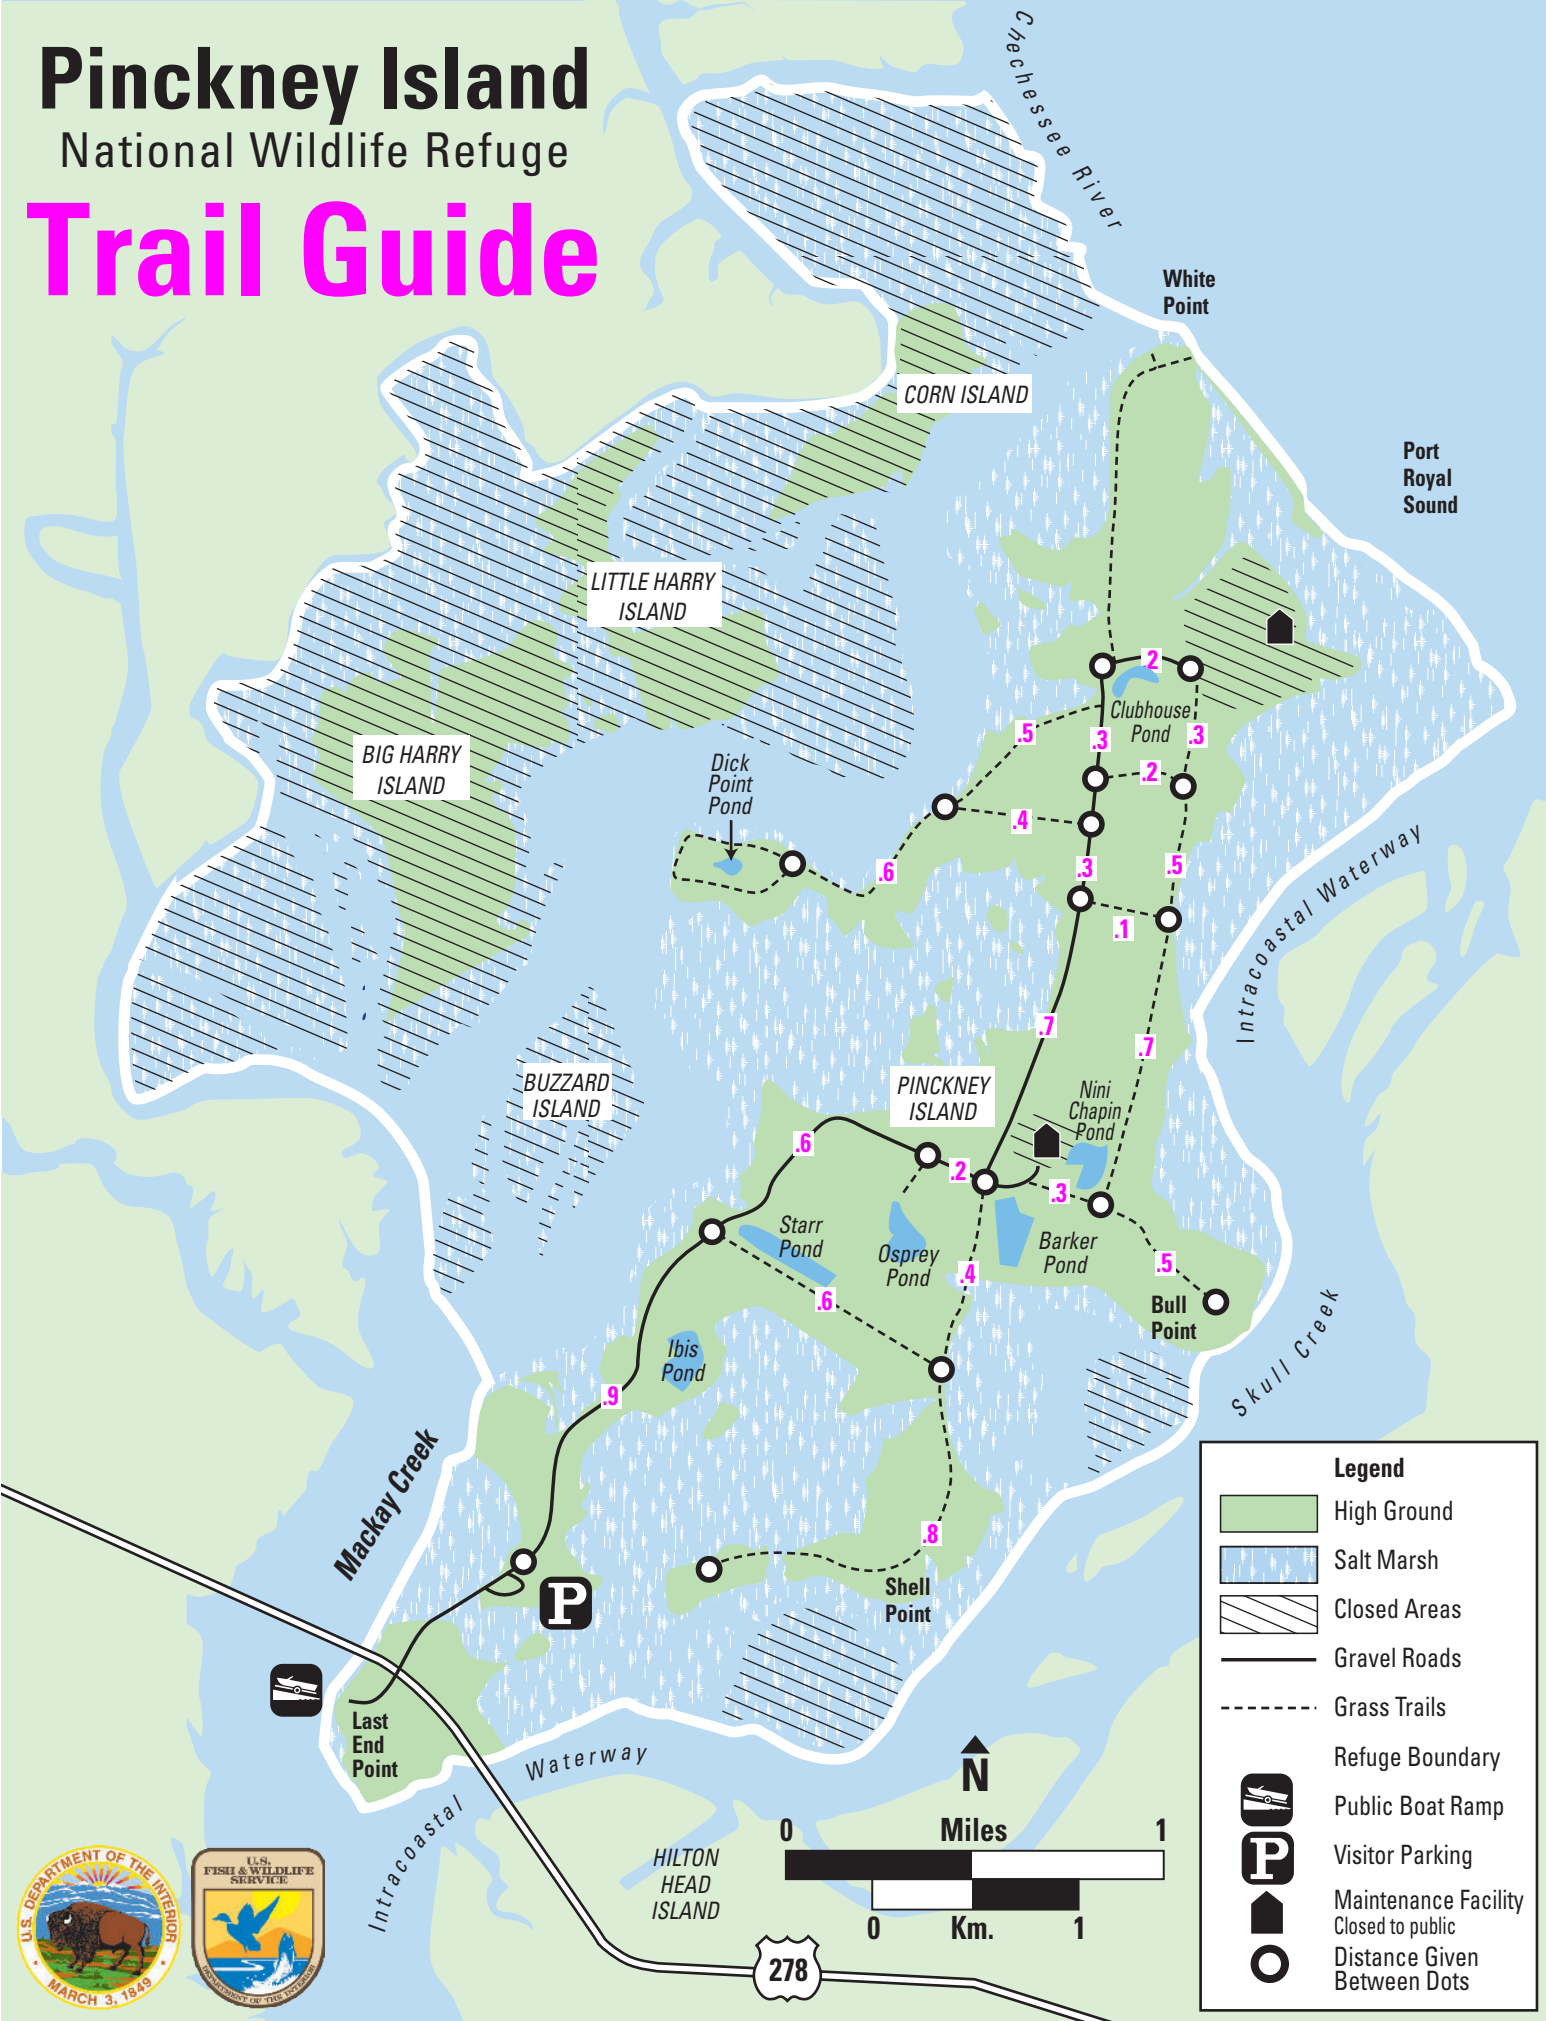 Pinckney Island
National Wildlife Refuge
Trail Guide
Chechessee River
White
Point
CORN ISLAND
Port
Royal
Sound
LITTLE HARRY
ISLAND
.2
Clubhouse
Pond
.5
.3
.3
BIG HARRY
ISLAND
Dick
Point
Pond
.2
.4
.6
.3
.5
Intracoastal Waterway
.1
.7
.7
BUZZARD
ISLAND
PINCKNEY
ISLAND
Nini
Chapin
Pond
.6
.2
.3
Starr
Pond
Osprey
Pond
Barker
Pond
.4
.5
.6
Bull
Point
Skull Creek
Ibis
Pond
.9
Mackay Creek
.8
Shell
Point
P
Last
End
Point
Intracoastal Waterway
N
0 Miles 1
0 Km. 1
HILTON
HEAD
ISLAND
278
Legend
High Ground
Salt Marsh
Closed Areas
Gravel Roads
Grass Trails
Refuge Boundary
Public Boat Ramp
P Visitor Parking
Maintenance Facility
Closed to public
Distance Given
Between Dots
U.S. DEPARTMENT OF THE INTERIOR
MARCH 3, 1849
U.S.
FISH & WILDLIFE
SERVICE
DEPARTMENT OF THE INTERIOR